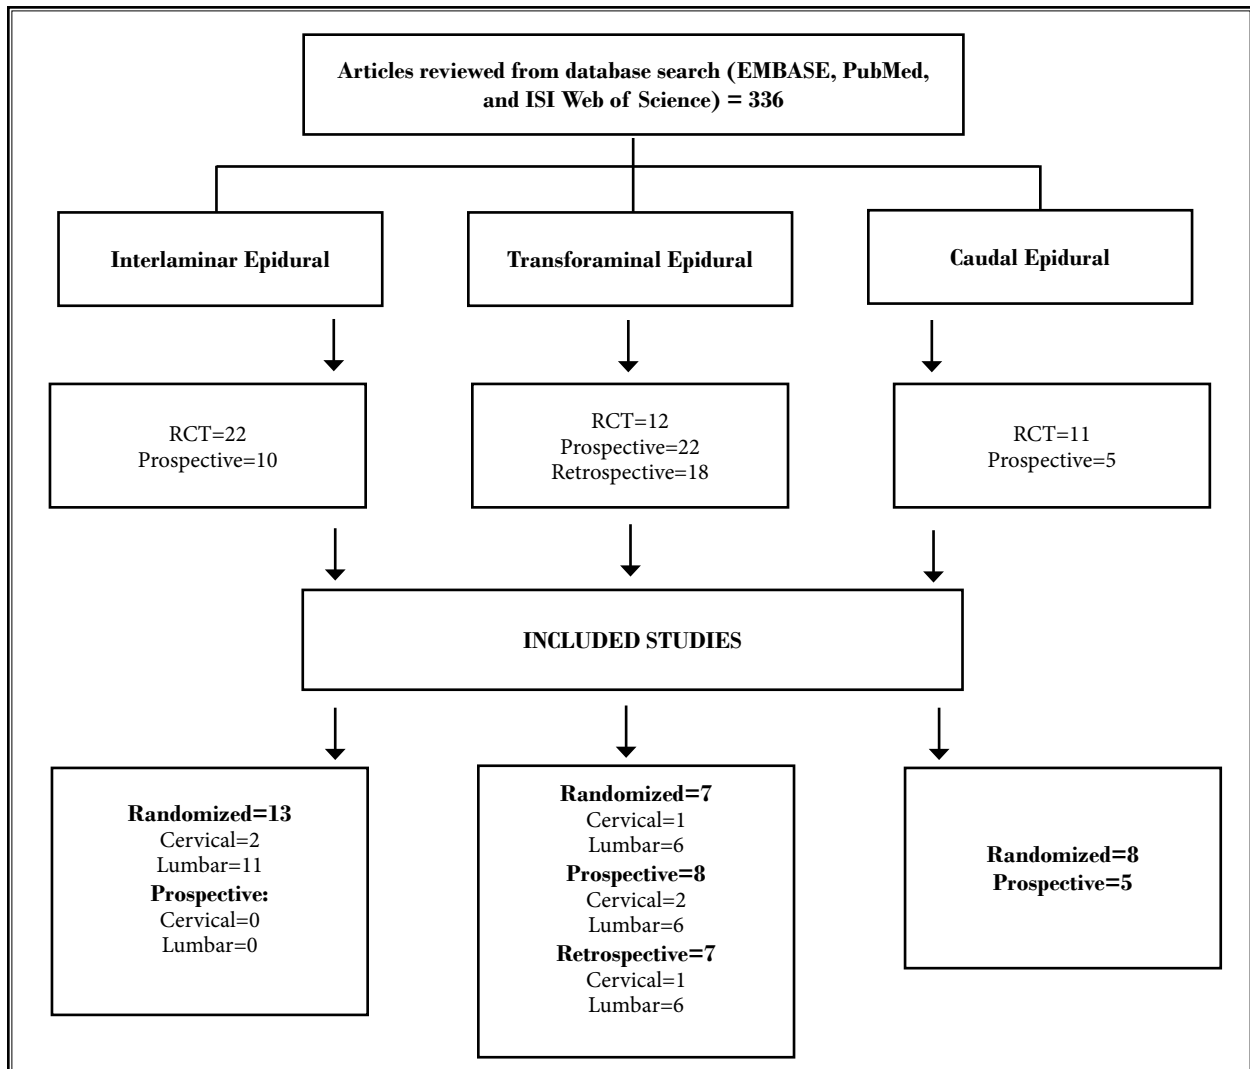 Articles reviewed from database search (EMBASE, PubMed,
and ISI Web of Science) = 336
Interlaminar Epidural
Transforaminal Epidural
Caudal Epidural
RCT=22
Prospective=10
RCT=12
Prospective=22
Retrospective=18
RCT=11
Prospective=5
INCLUDED STUDIES
Randomized=13
Cervical=2
Lumbar=11
Prospective:
Cervical=0
Lumbar=0
Randomized=7
Cervical=1
Lumbar=6
Prospective=8
Cervical=2
Lumbar=6
Retrospective=7
Cervical=1
Lumbar=6
Randomized=8
Prospective=5